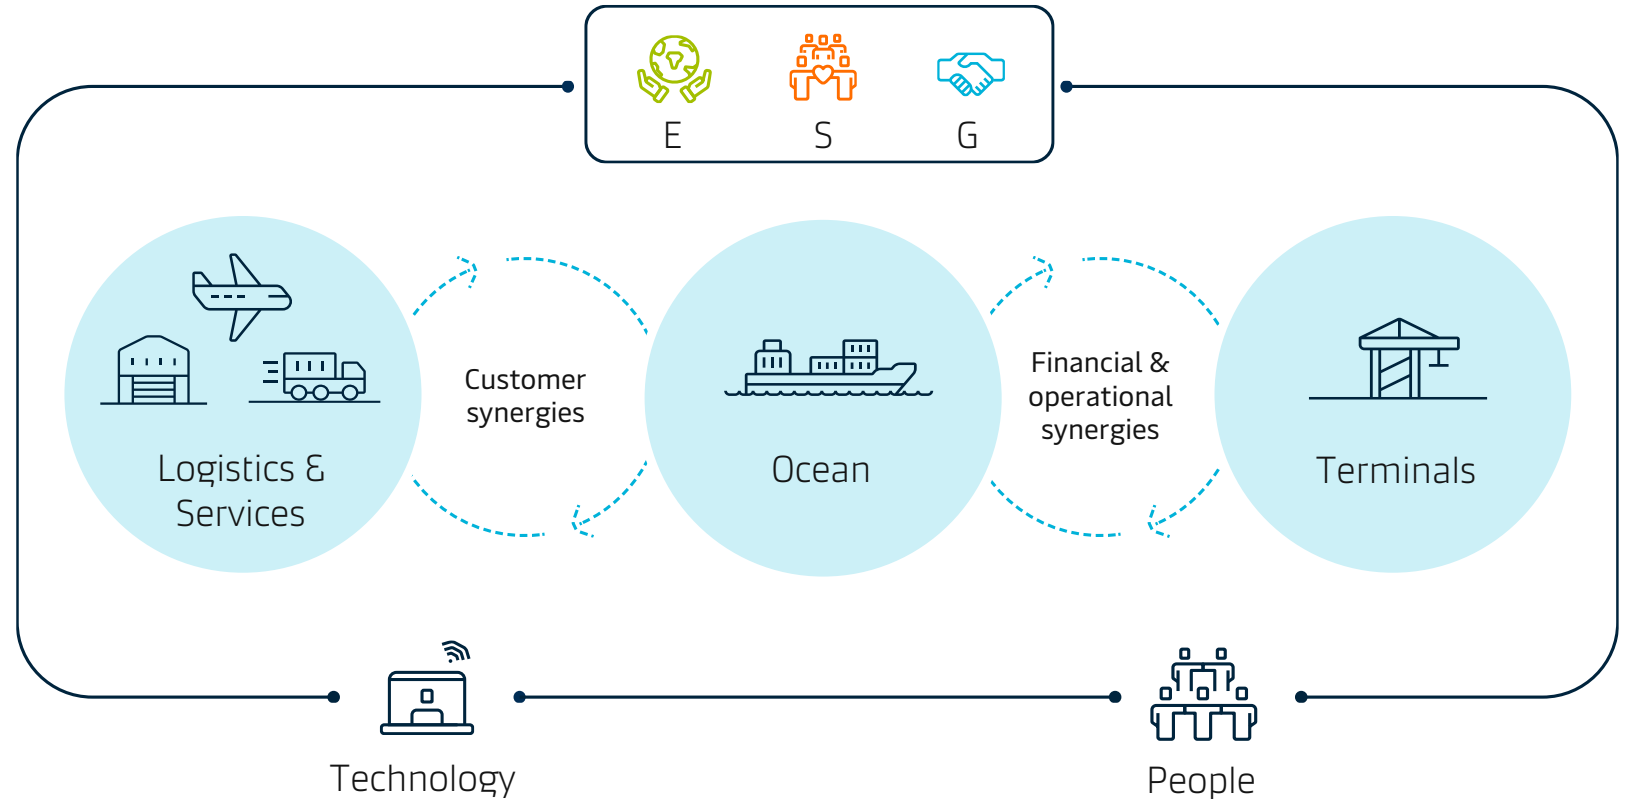 E
S
G
Customer
synergies
Financial &
operational
synergies
Logistics &
Services
Ocean
Terminals
Technology
People